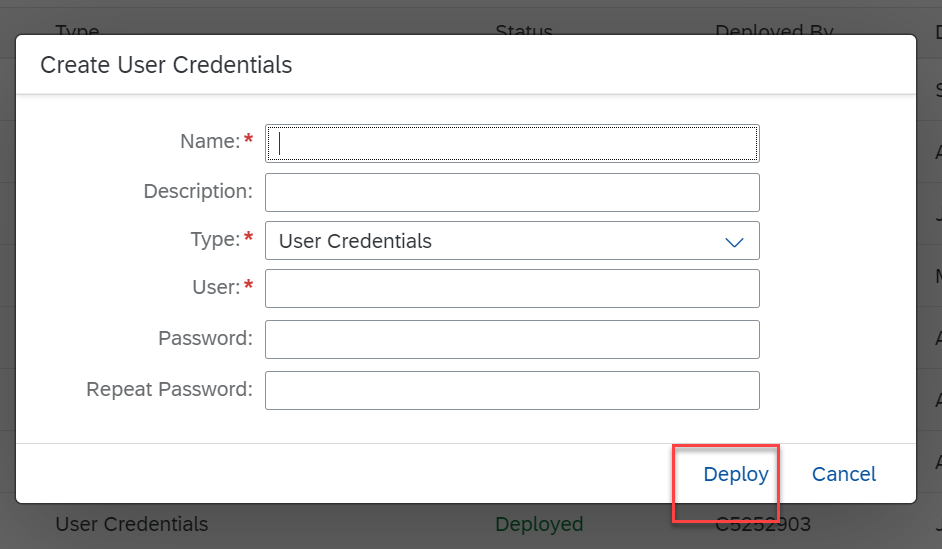 Type Status Deployed By
Create User Credentials
Name:*
Description:
Type:* User Credentials
User:*
Password:
Repeat Password:
Deploy Cancel
User Credentials Deployed C5252903